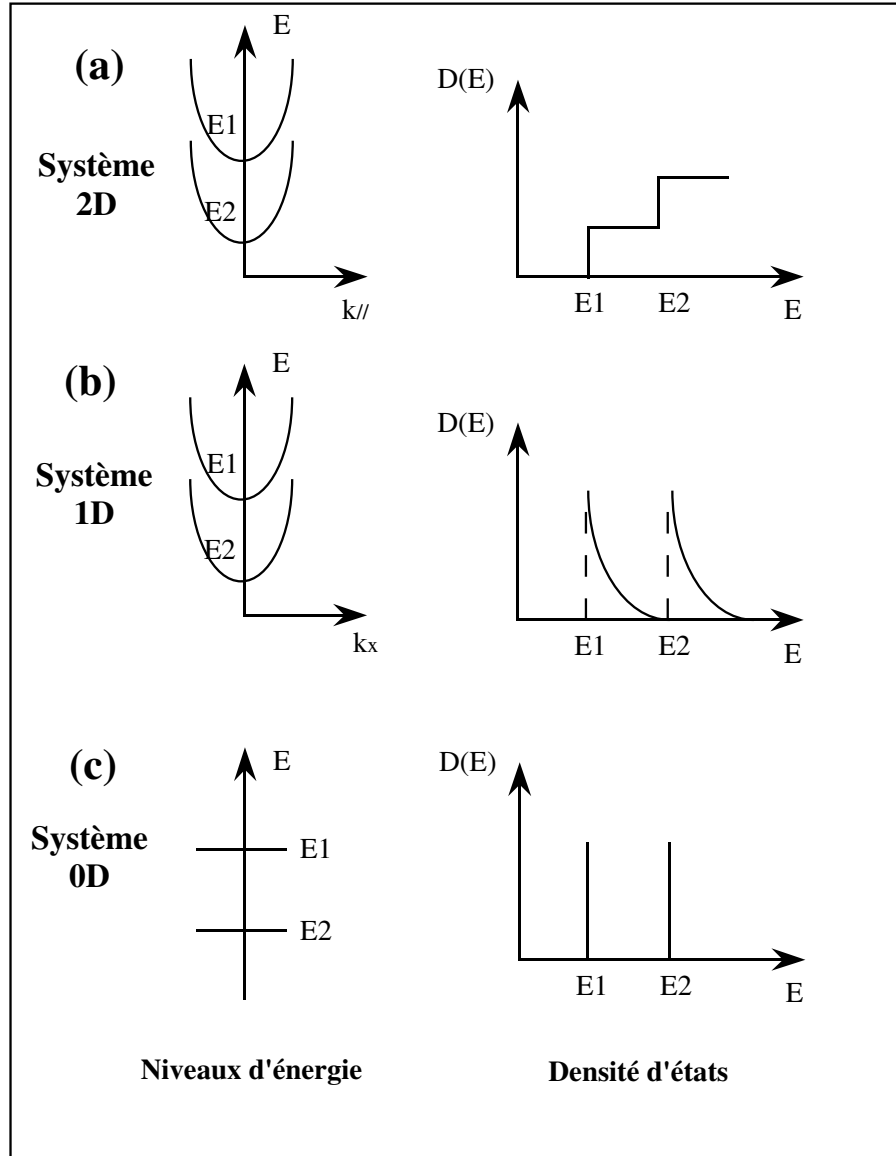 (a)
Système
2D
E
E1
E2
k//
D(E)
E1
E2
E
(b)
Système
1D
E
E1
E2
kx
D(E)
E1
E2
E
(c)
Système
0D
E
E1
E2
D(E)
E1
E2
E
Niveaux d'énergie
Densité d'états